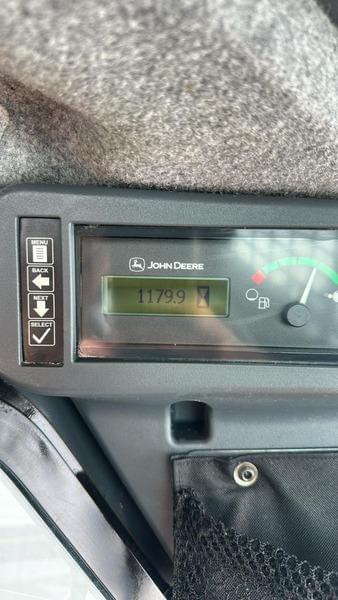 MENU
BACK
NEXT
SELECT
JOHN DEERE
1179.9